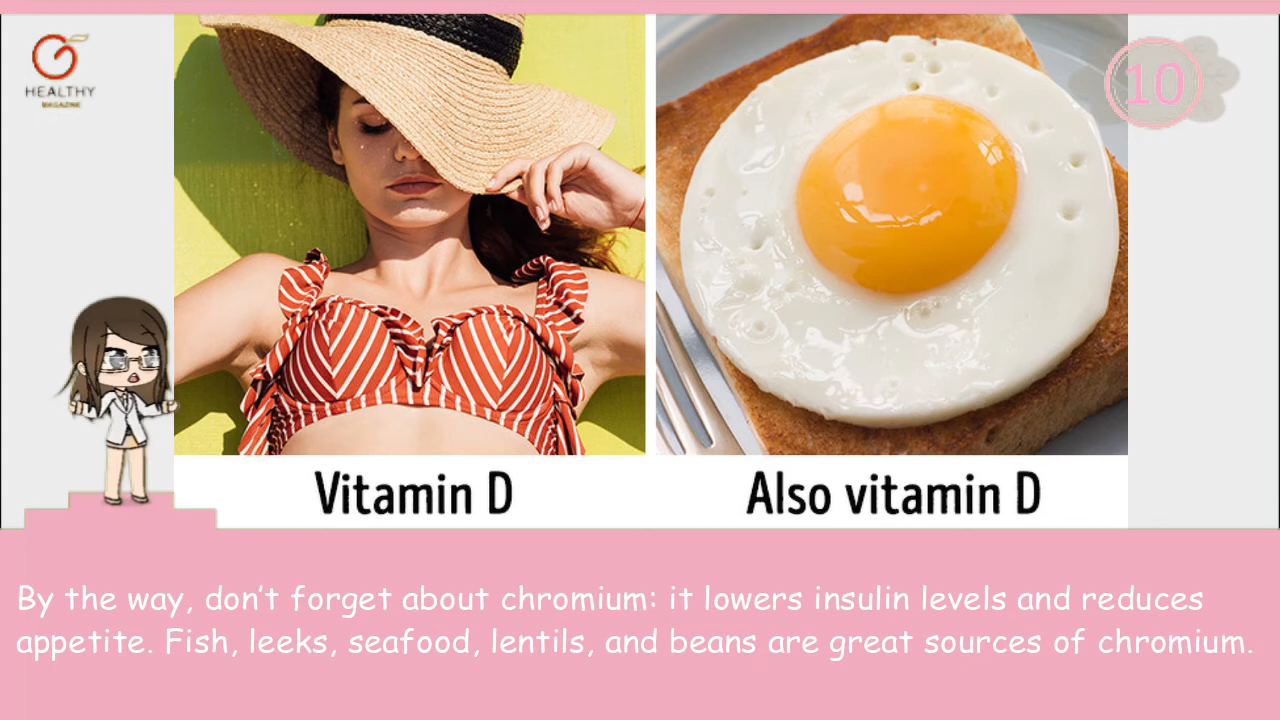 HEALTHY
MAGAZINE
10
Vitamin D
Also vitamin D
By the way, don’t forget about chromium: it lowers insulin levels and reduces
appetite. Fish, leeks, seafood, lentils, and beans are great sources of chromium.